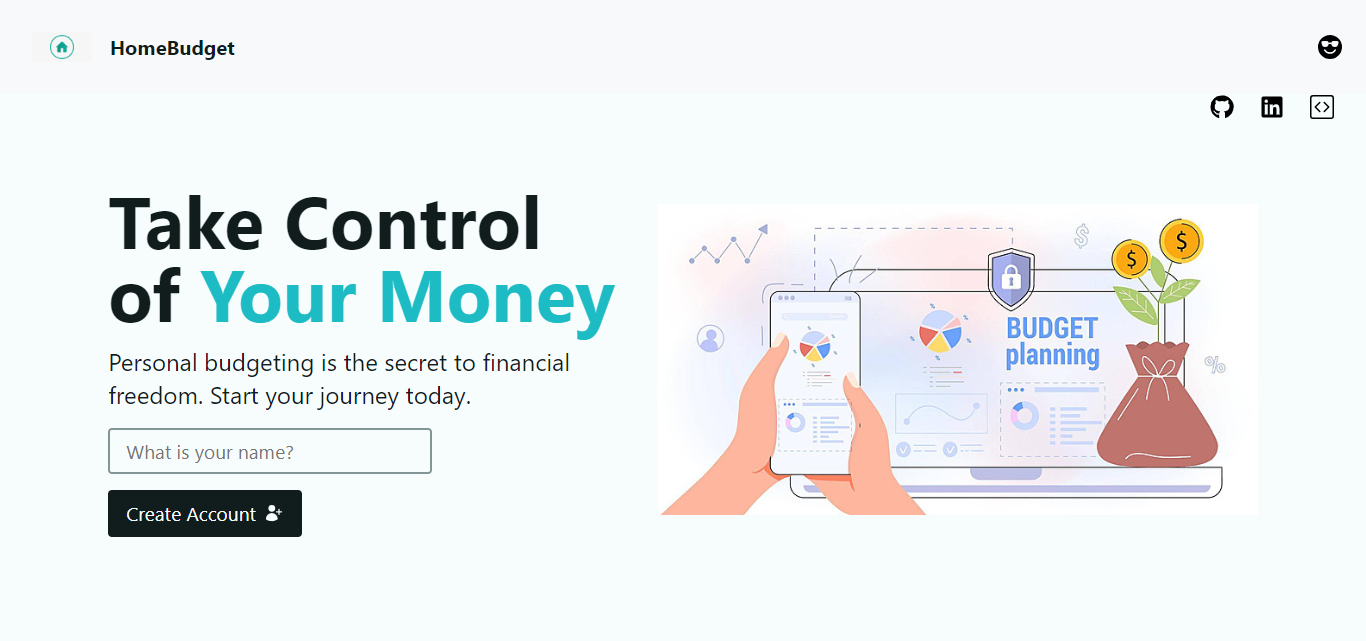 HomeBudget
Take Control
of Your Money
Personal budgeting is the secret to financial
freedom. Start your journey today.
What is your name?
Create Account
BUDGET
planning
$
$
$
%
in